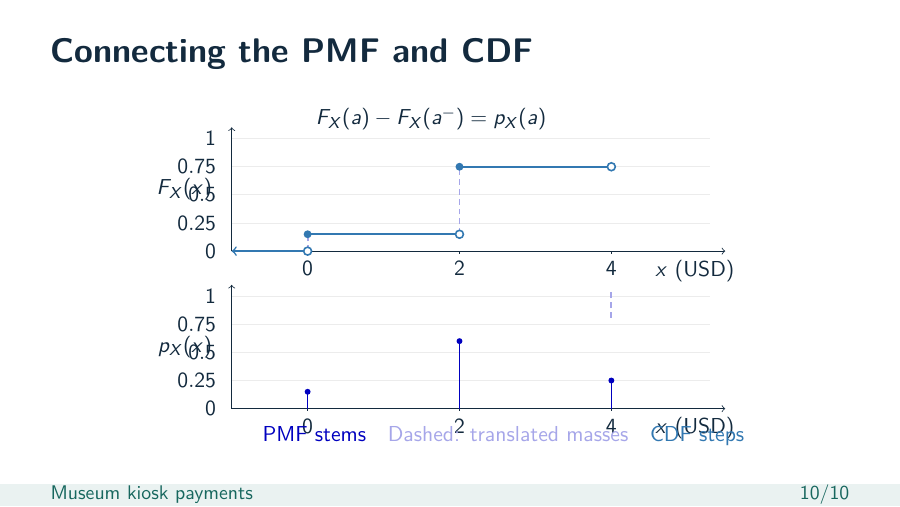 Connecting the PMF and CDF
F_X(a) − F_X(a⁻) = p_X(a)
1
0.75
F_X(x)
0.5
0.25
0
0 2 4 x (USD)
1
0.75
p_X(x)
0.5
0.25
0
0 2 4 x (USD)
PMF stems Dashed: translated masses CDF steps
Museum kiosk payments 10/10